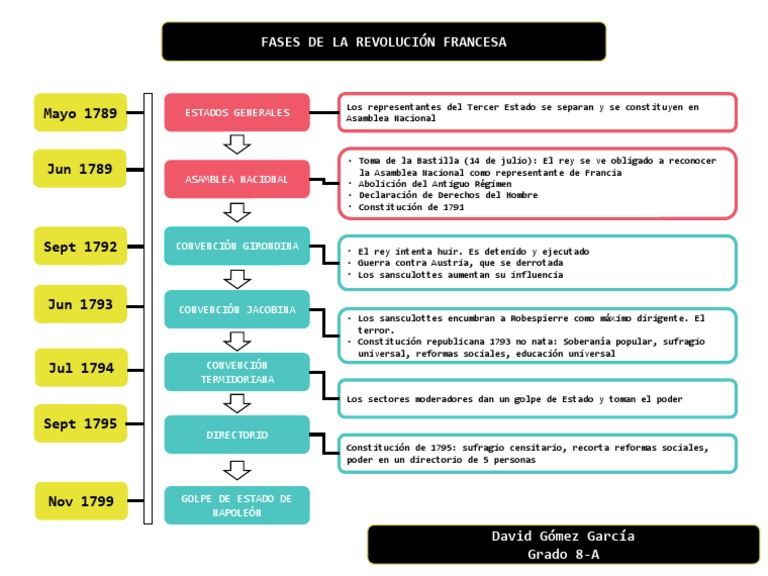 FASES DE LA REVOLUCIÓN FRANCESA
Mayo 1789
ESTADOS GENERALES
Los representantes del Tercer Estado se separan y se constituyen en
Asamblea Nacional
Jun 1789
ASAMBLEA NACIONAL
• Toma de la Bastilla (14 de julio): El rey se ve obligado a reconocer
la Asamblea Nacional como representante de Francia
• Abolición del Antiguo Régimen
• Declaración de Derechos del Hombre
• Constitución de 1791
Sept 1792
CONVENCIÓN GIRONDINA
• El rey intenta huir. Es detenido y ejecutado
• Guerra contra Austria, que se derrotada
• Los sansculottes aumentan su influencia
Jun 1793
CONVENCIÓN JACOBINA
• Los sansculottes encumbran a Robespierre como máximo dirigente. El
terror.
• Constitución republicana 1793 no nata: Soberanía popular, sufragio
universal, reformas sociales, educación universal
Jul 1794
CONVENCIÓN
TERMIDORIANA
Los sectores moderadores dan un golpe de Estado y toman el poder
Sept 1795
DIRECTORIO
Constitución de 1795: sufragio censitario, recorta reformas sociales,
poder en un directorio de 5 personas
Nov 1799
GOLPE DE ESTADO DE
NAPOLEÓN
David Gómez García
Grado 8-A